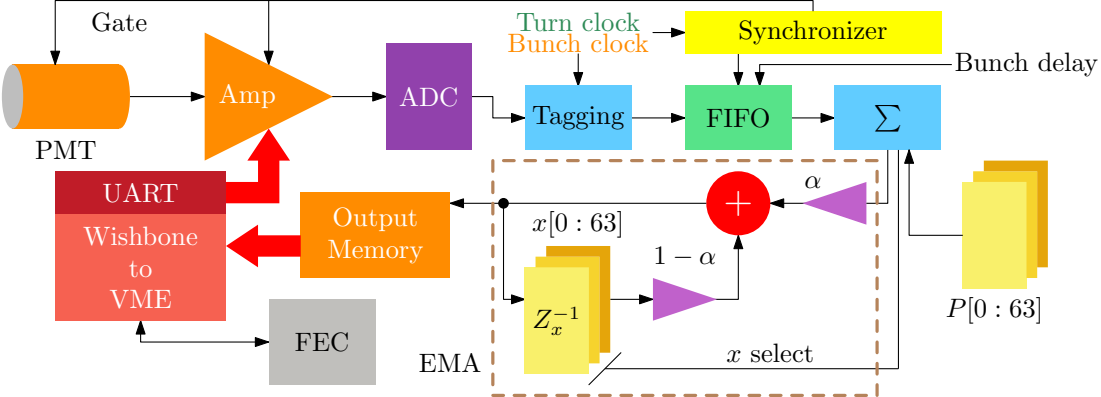 Gate
Turn clock
Bunch clock
Synchronizer
Bunch delay
Amp
ADC
Tagging
FIFO
∑
PMT
UART
Wishbone
to
VME
Output
Memory
x[0 : 63]
+
α
1 − α
Z_x^{-1}
P[0 : 63]
FEC
EMA
x select